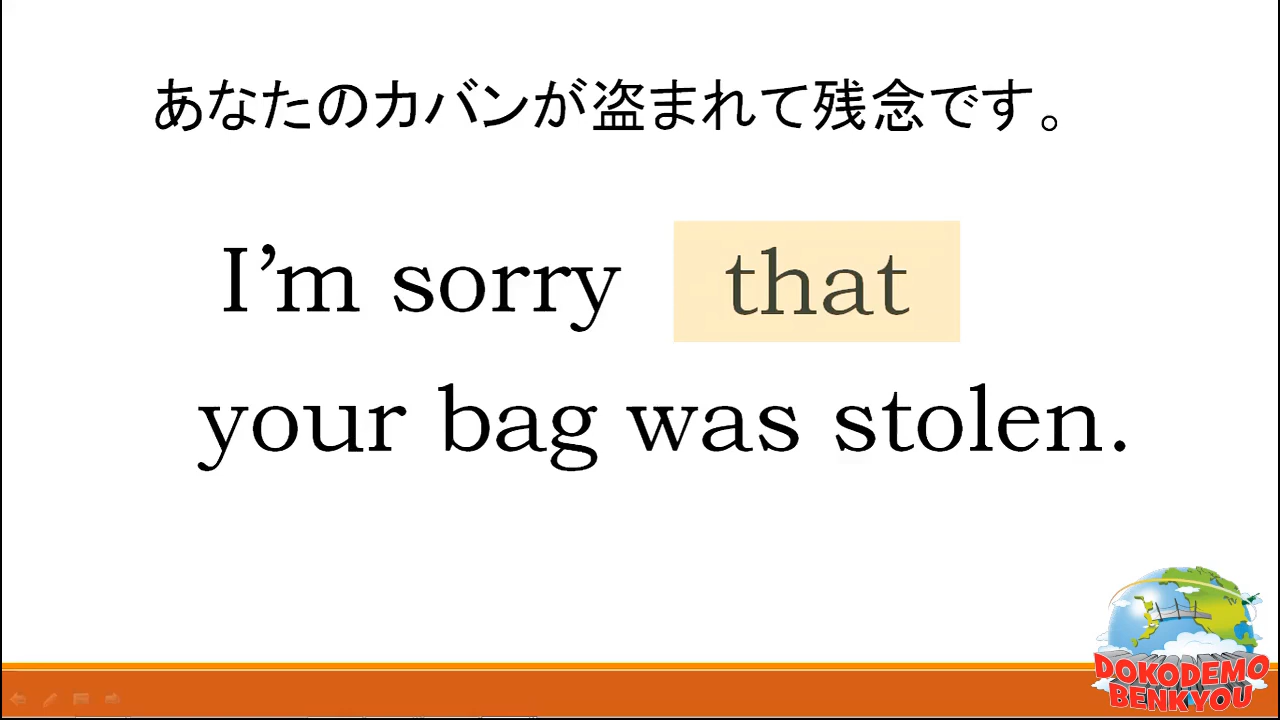 あなたのカバンが盗まれて残念です。
I’m sorry that
your bag was stolen.
DOKODEMO
BENKYOU